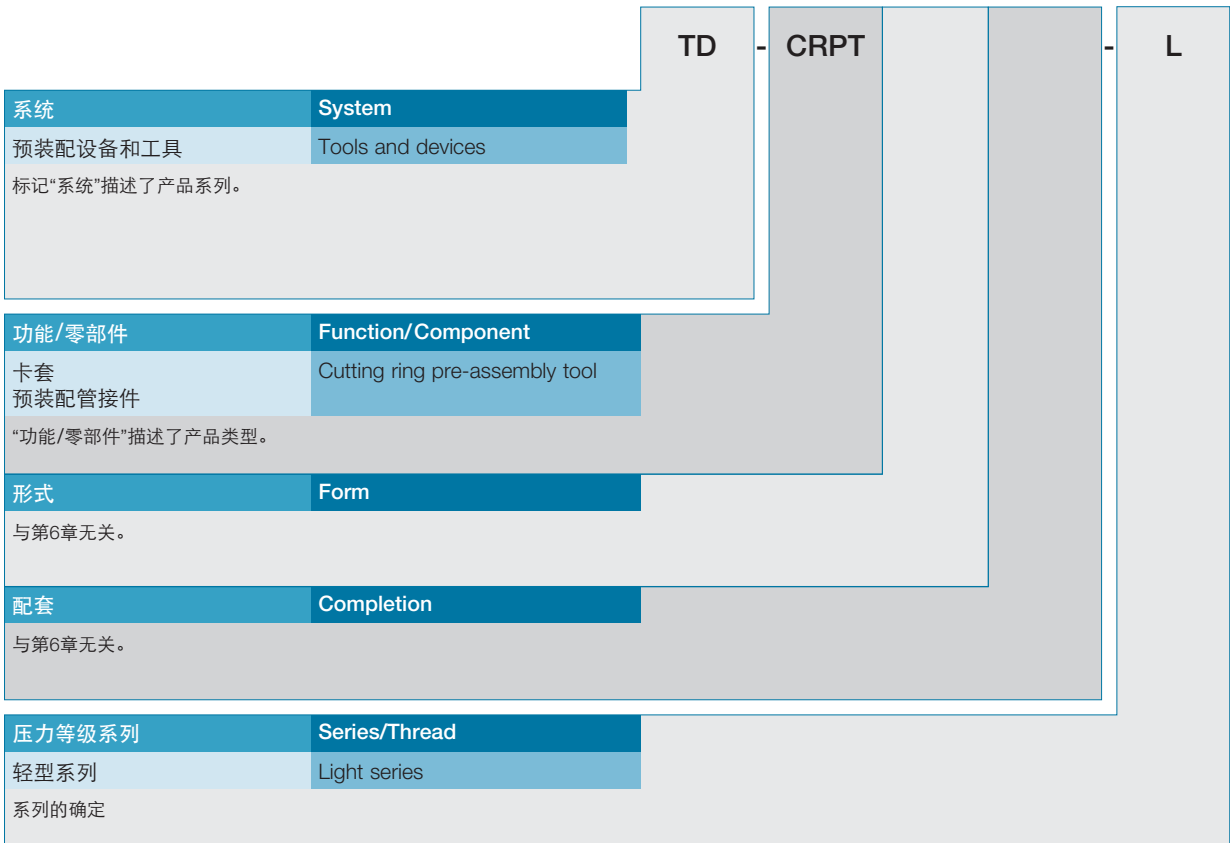 TD - CRPT - L
系统 System
预装配设备和工具 Tools and devices
标记“系统”描述了产品系列。
功能/零部件 Function/Component
卡套 Cutting ring pre-assembly tool
预装配管接件
“功能/零部件”描述了产品类型。
形式 Form
与第6章无关。
配套 Completion
与第6章无关。
压力等级系列 Series/Thread
轻型系列 Light series
系列的确定